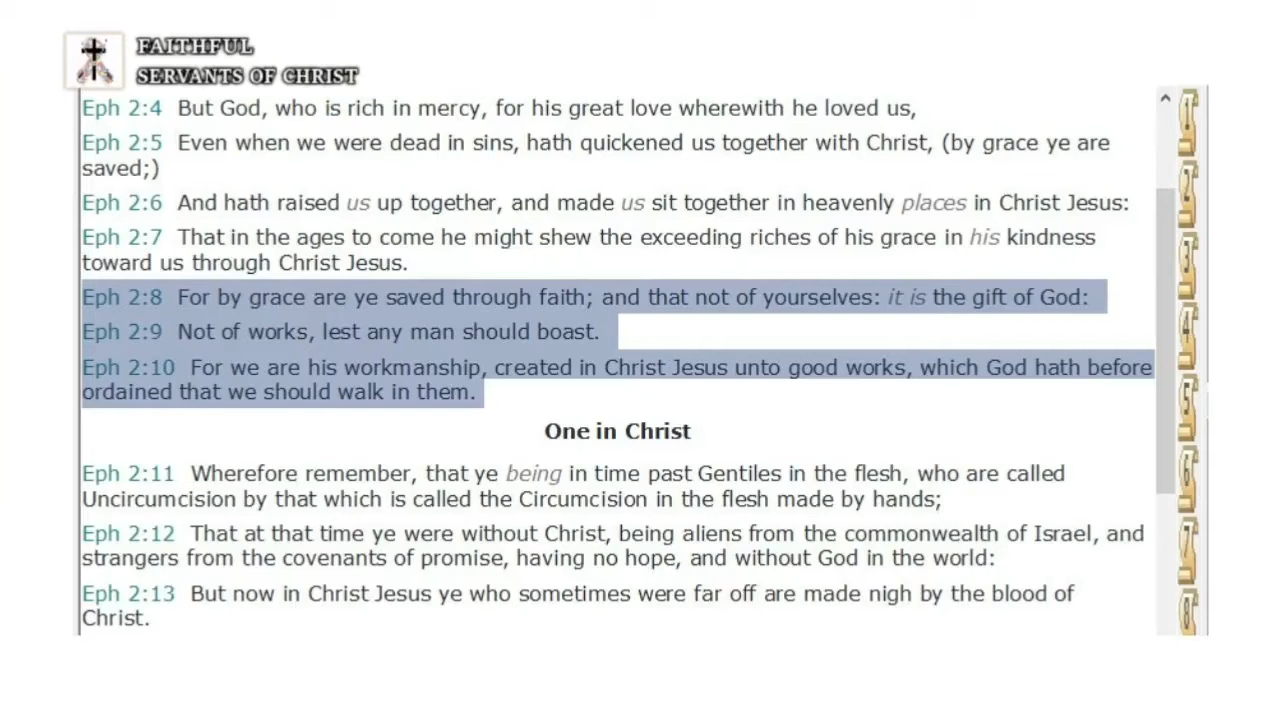 FAITHFUL
SERVANTS OF CHRIST
Eph 2:4 But God, who is rich in mercy, for his great love wherewith he loved us,
Eph 2:5 Even when we were dead in sins, hath quickened us together with Christ, (by grace ye are
saved;)
Eph 2:6 And hath raised us up together, and made us sit together in heavenly places in Christ Jesus:
Eph 2:7 That in the ages to come he might shew the exceeding riches of his grace in his kindness
toward us through Christ Jesus.
Eph 2:8 For by grace are ye saved through faith; and that not of yourselves: it is the gift of God:
Eph 2:9 Not of works, lest any man should boast.
Eph 2:10 For we are his workmanship, created in Christ Jesus unto good works, which God hath before
ordained that we should walk in them.
One in Christ
Eph 2:11 Wherefore remember, that ye being in time past Gentiles in the flesh, who are called
Uncircumcision by that which is called the Circumcision in the flesh made by hands;
Eph 2:12 That at that time ye were without Christ, being aliens from the commonwealth of Israel, and
strangers from the covenants of promise, having no hope, and without God in the world:
Eph 2:13 But now in Christ Jesus ye who sometimes were far off are made nigh by the blood of
Christ.
1
2
3
4
5
6
7
8